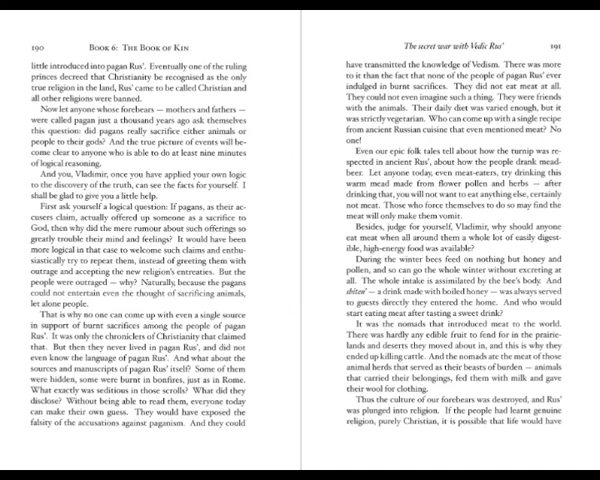 190 BOOK 6: THE BOOK OF KIN
little introduced into pagan Rus'. Eventually one of the ruling
princes decreed that Christianity be recognised as the only
true religion in the land, Rus' came to be called Christian and
all other religions were banned.
Now let anyone whose forebears — mothers and fathers —
were called pagan just a thousand years ago ask themselves
this question: did pagans really sacrifice either animals or
people to their gods? And the true picture of events will be-
come clear to anyone who is able to do at least nine minutes
of logical reasoning.
And you, Vladimir, once you have applied your own logic
to the discovery of the truth, can see the facts for yourself. I
shall be glad to give you a little help.
First ask yourself a logical question: If pagans, as their ac-
cusers claim, actually offered up someone as a sacrifice to
God, then why did the mere rumour about such offerings so
greatly trouble their mind and feelings? It would have been
more logical in that case to welcome such claims and enthu-
siastically try to repeat them, instead of greeting them with
outrage and accepting the new religion's entreaties. But the
people were outraged — why? Naturally, because the pagans
could not entertain even the thought of sacrificing animals,
let alone people.
That is why no one can come up with even a single source
in support of burnt sacrifices among the people of pagan
Rus'. It was only the chroniclers of Christianity that claimed
that. But then they never lived in pagan Rus', and did not
even know the language of pagan Rus'. And what about the
sources and manuscripts of pagan Rus' itself? Some of them
were hidden, some were burnt in bonfires, just as in Rome.
What exactly was seditious in those scrolls? What did they
disclose? Without being able to read them, everyone today
can make their own guess. They would have exposed the
falsity of the accusations against paganism. And they could
The secret war with Vedic Rus' 191
have transmitted the knowledge of Vedism. There was more
to it than the fact that none of the people of pagan Rus' ever
indulged in burnt sacrifices. They did not eat meat at all.
They could not even imagine such a thing. They were friends
with the animals. Their daily diet was varied enough, but it
was strictly vegetarian. Who can come up with a single recipe
from ancient Russian cuisine that even mentioned meat? No
one!
Even our epic folk tales tell about how the turnip was re-
spected in ancient Rus', about how the people drank mead-
beer. Let anyone today, even meat-eaters, try drinking this
warm mead made from flower pollen and herbs — after
drinking that, you will not want to eat anything else, certainly
not meat. Those who force themselves to do so may find the
meat will only make them vomit.
Besides, judge for yourself, Vladimir, why should anyone
eat meat when all around them a whole lot of easily digest-
ible, high-energy food was available?
During the winter bees feed on nothing but honey and
pollen, and so can go the whole winter without excreting at
all. The whole intake is assimilated by the bee's body. And
sbiten' — a drink made with boiled honey — was always served
to guests directly they entered the home. And who would
start eating meat after tasting a sweet drink?
It was the nomads that introduced meat to the world.
There was hardly any edible fruit to fend for in the prairie-
lands and deserts they moved about in, and this is why they
ended up killing cattle. And the nomads ate the meat of those
animal herds that served as their beasts of burden — animals
that carried their belongings, fed them with milk and gave
their wool for clothing.
Thus the culture of our forebears was destroyed, and Rus'
was plunged into religion. If the people had learnt genuine
religion, purely Christian, it is possible that life would have